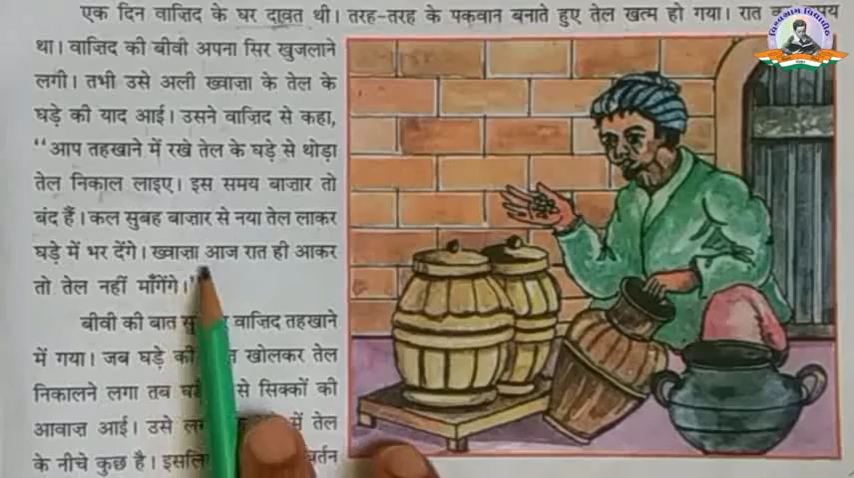 एक दिन वाज़िद के घर दावत थी। तरह-तरह के पकवान बनाते हुए तेल खत्म हो गया। रात
था। वाज़िद की बीवी अपना सिर खुजलाने
लगी। तभी उसे अली ख्वाज़ा के तेल के
घड़े की याद आई। उसने वाज़िद से कहा,
“आप तहखाने में रखे तेल के घड़े से थोड़ा
तेल निकाल लाइए। इस समय बाज़ार तो
बंद हैं। कल सुबह बाज़ार से नया तेल लाकर
घड़े में भर देंगे। ख्वाज़ा आज रात ही आकर
तो तेल नहीं माँगेंगे।”
बीवी की बात वाज़िद तहखाने
में गया। जब घड़े खोलकर तेल
निकालने लगा तब से सिक्कों की
आवाज़ आई। उसे में तेल
के नीचे कुछ है। बर्तन